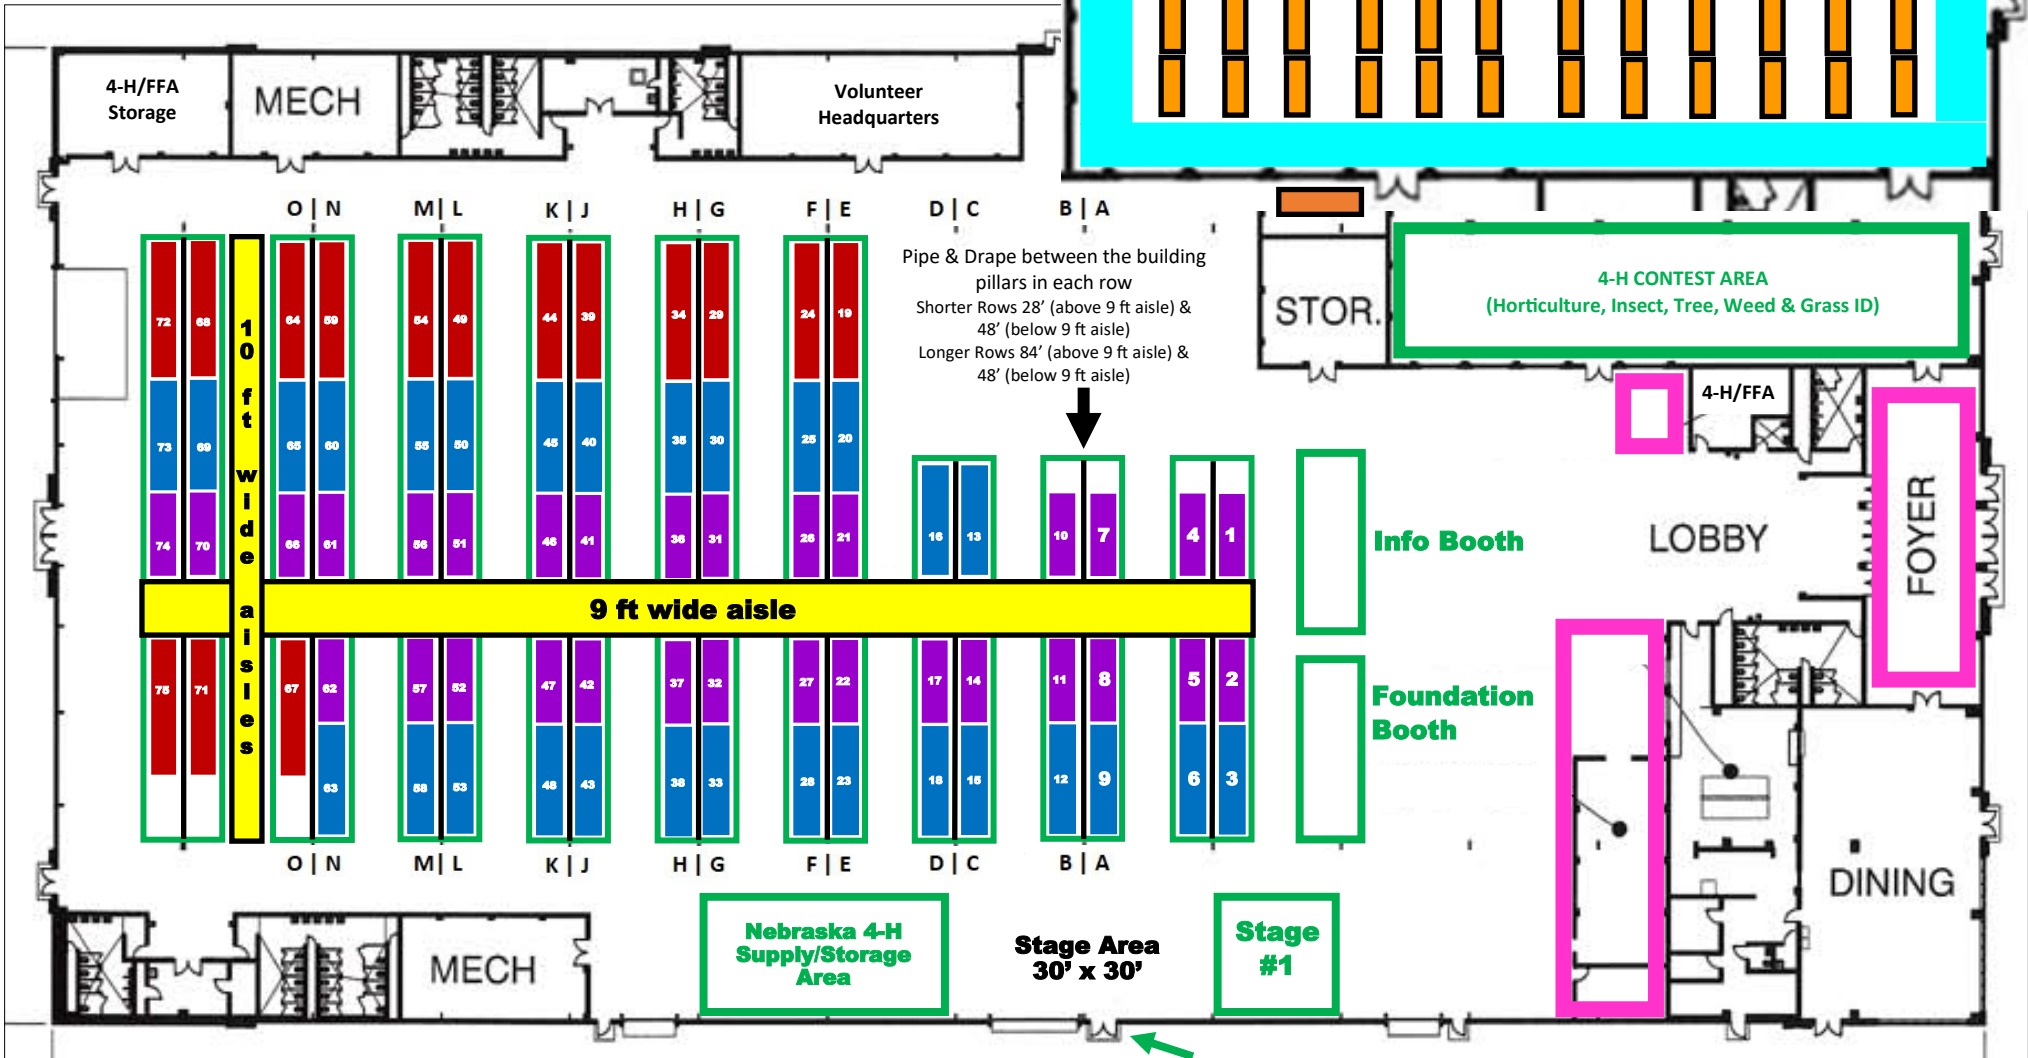 4-H/FFA
Storage
MECH
Volunteer
Headquarters
O | N
M | L
K | J
H | G
F | E
D | C
B | A
Pipe & Drape between the building
pillars in each row
Shorter Rows 28’ (above 9 ft aisle) &
48’ (below 9 ft aisle)
Longer Rows 84’ (above 9 ft aisle) &
48’ (below 9 ft aisle)
STOR.
4-H CONTEST AREA
(Horticulture, Insect, Tree, Weed & Grass ID)
4-H/FFA
72 68 64 59 54 49 44 39 34 29 24 19
73 69 65 60 55 50 45 40 35 30 25 20
74 70 66 61 56 51 46 41 36 31 26 21 16 13 10 7 4 1
10 ft wide aisles
9 ft wide aisle
Info Booth
LOBBY
FOYER
75 71 67 62 57 52 47 42 37 32 27 22 17 14 11 8 5 2
63 58 53 48 43 38 33 28 23 18 15 12 9 6 3
Foundation
Booth
O | N
M | L
K | J
H | G
F | E
D | C
B | A
DINING
MECH
Nebraska 4-H
Supply/Storage
Area
Stage Area
30’ x 30’
Stage
#1